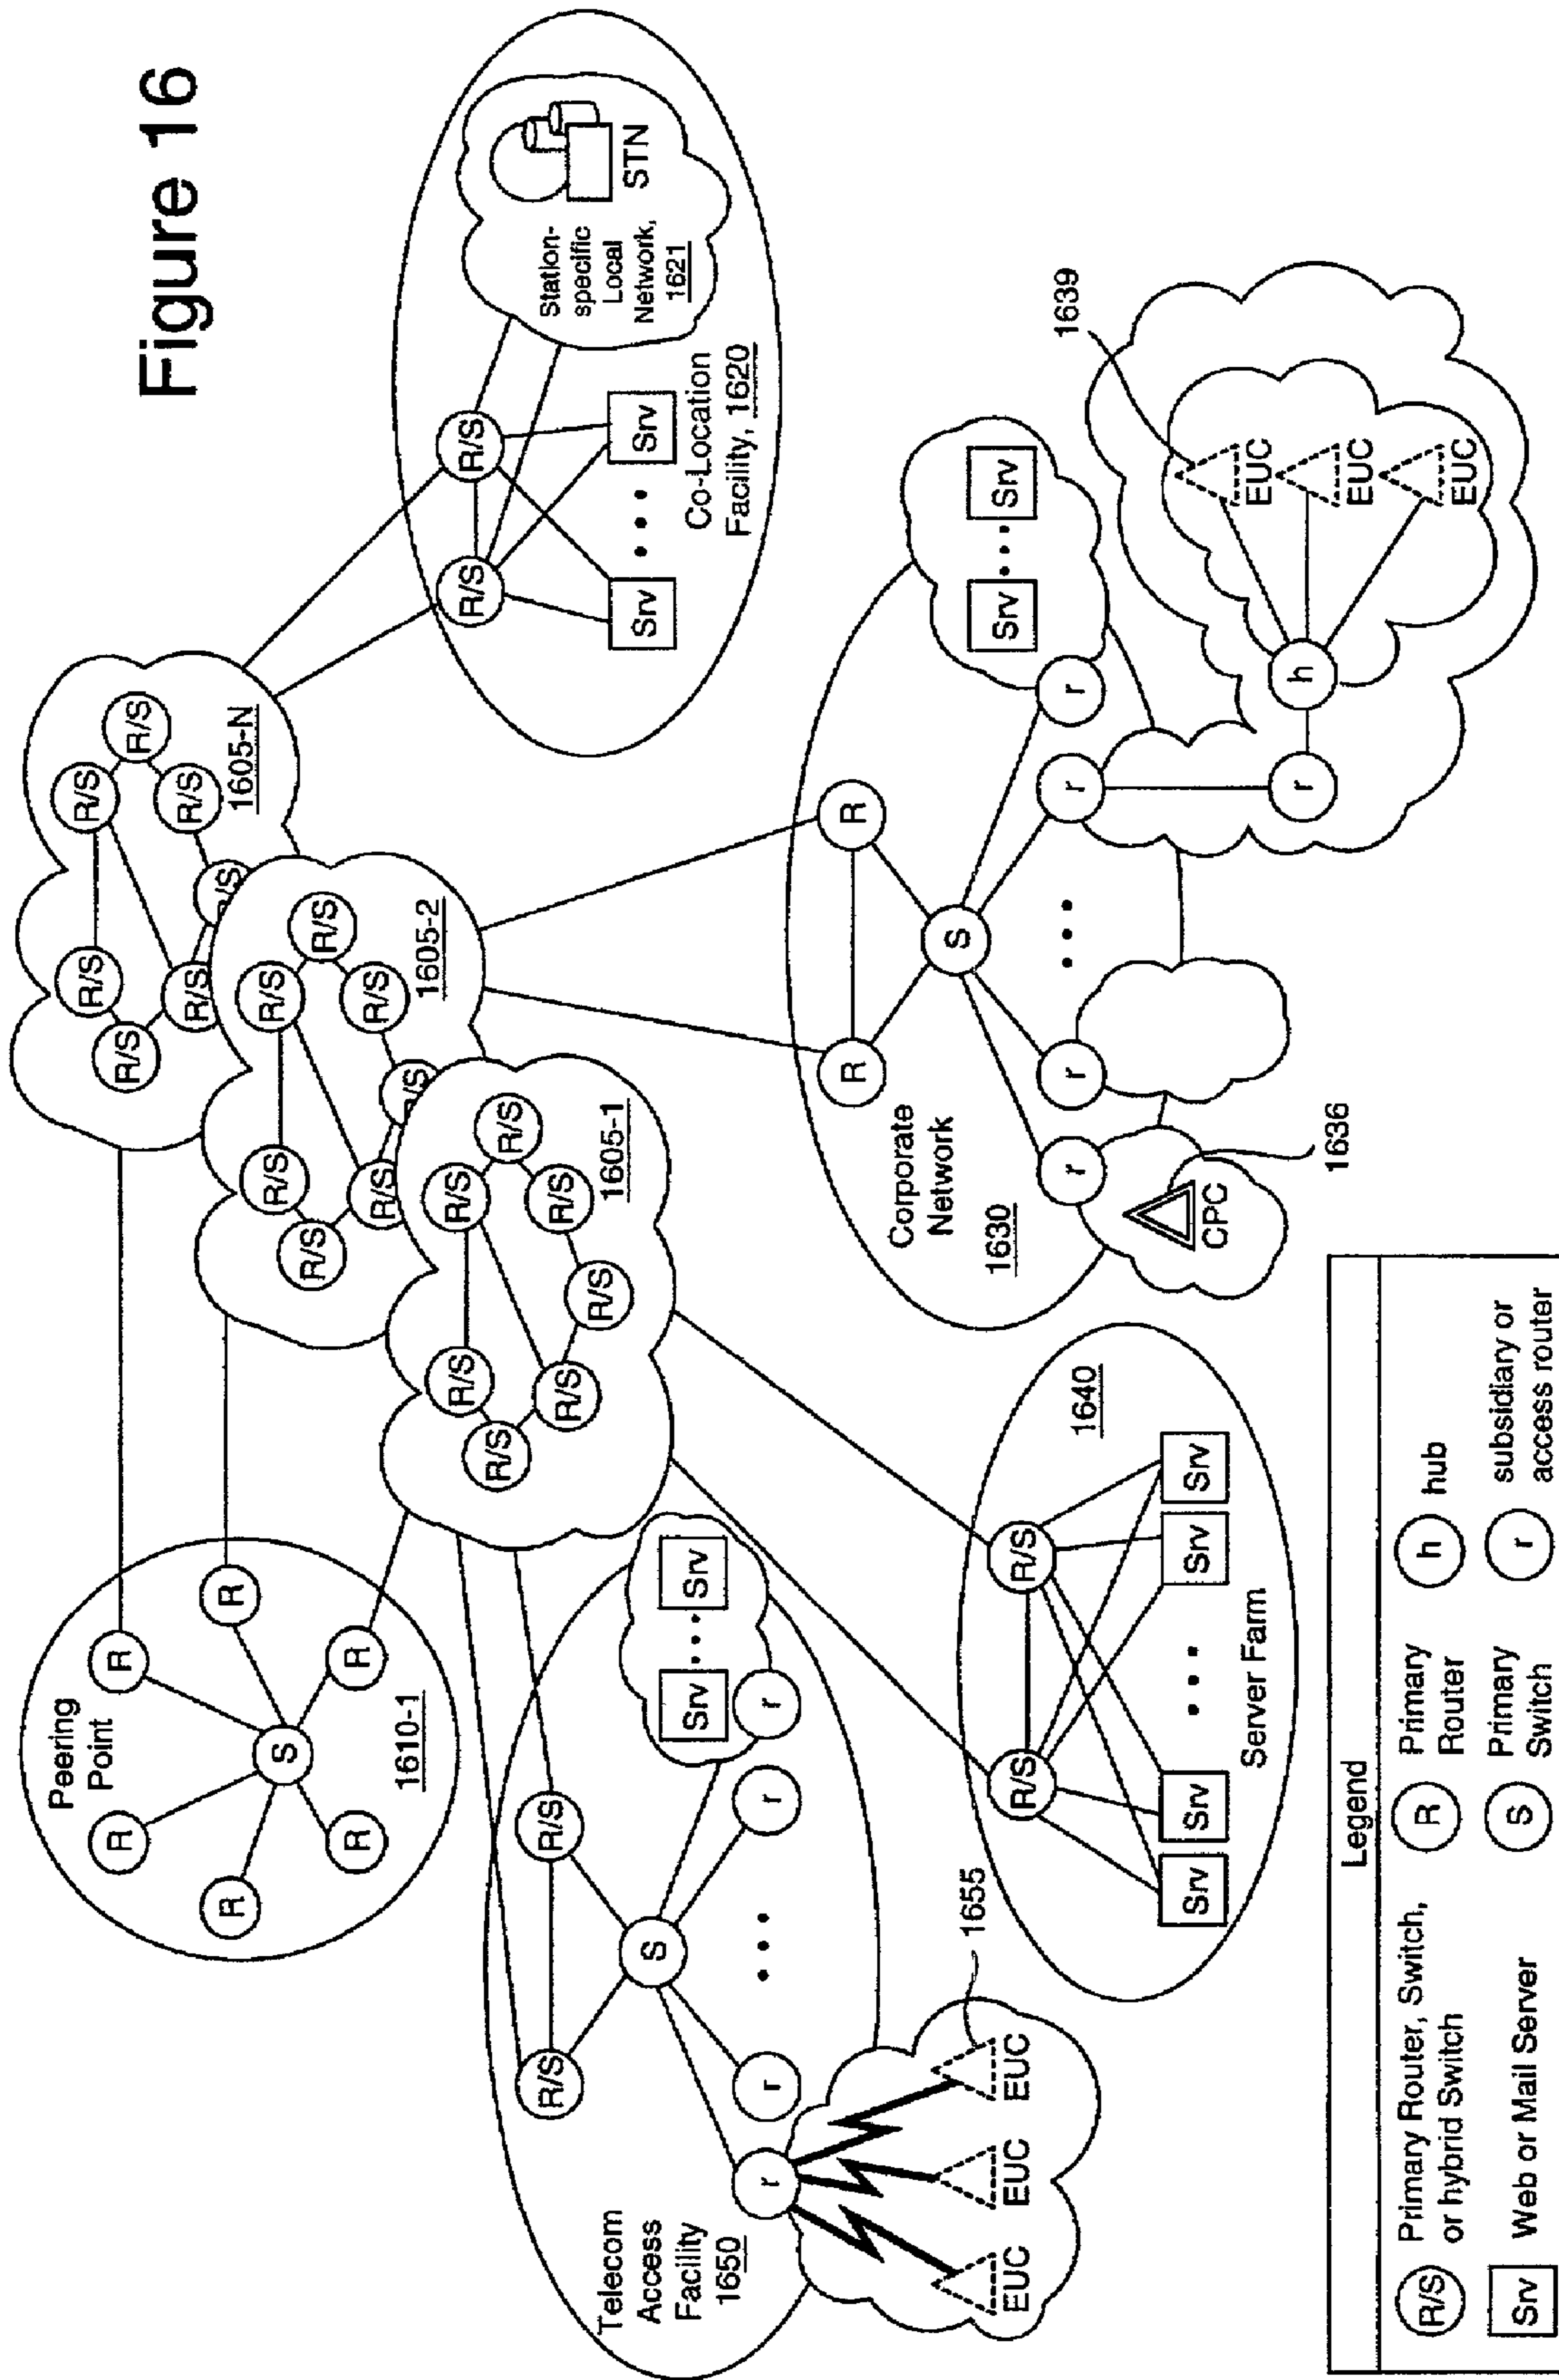 Figure 16
Peering
Point
R
R
R
R
R
R
S
1610-1
R/S
R/S
R/S
R/S
R/S
R/S
R/S
1605-N
R/S
R/S
R/S
R/S
R/S
R/S
R/S
1605-2
R/S
R/S
R/S
R/S
R/S
R/S
R/S
1605-1
R/S
R/S
Srv
Srv
Station-
specific
Local
Network,
1621
STN
Co-Location
Facility, 1620
Telecom
Access
Facility
1650
R/S
R/S
S
r
r
r
r
Srv
Srv
EUC
EUC
EUC
1655
R/S
R/S
1640
Srv
Srv
Srv
Srv
Server Farm
Corporate
Network
1630
R
R
S
r
r
r
r
Srv
Srv
CPC
1636
r
h
EUC
EUC
EUC
1639
Legend
R/S
Primary Router, Switch,
or hybrid Switch
R
Primary
Router
h
hub
Srv
Web or Mail Server
S
Primary
Switch
r
subsidiary or
access router